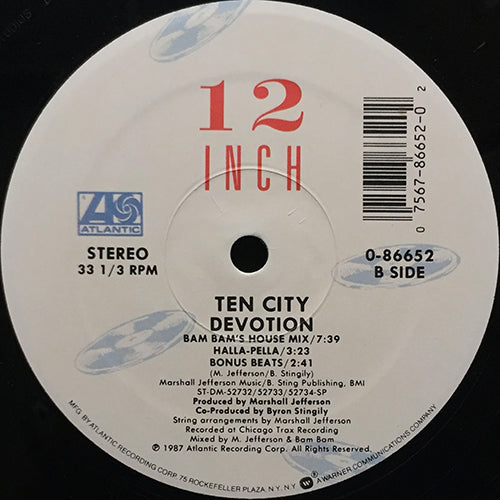 12
INCH
0 75678-66520 2
ATLANTIC
STEREO
33 1/3 RPM
0-86652
B SIDE
TEN CITY
DEVOTION
BAM BAM'S HOUSE MIX/7:39
HALLA-PELLA/3:23
BONUS BEATS/2:41
(M. Jefferson/B. Stingily)
Marshall Jefferson Music/B. Sting Publishing, BMI
ST-DM-52732/52733/52734-SP
Produced by Marshall Jefferson
Co-Produced by Byron Stingily
String arrangements by Marshall Jefferson
Recorded at Chicago Trax Recording
Mixed by M. Jefferson & Bam Bam
℗ 1987 Atlantic Recording Corp. All Rights Reserved.
MFG. BY ATLANTIC RECORDING CORP. 75 ROCKEFELLER PLAZA, N.Y. N.Y. A WARNER COMMUNICATIONS COMPANY